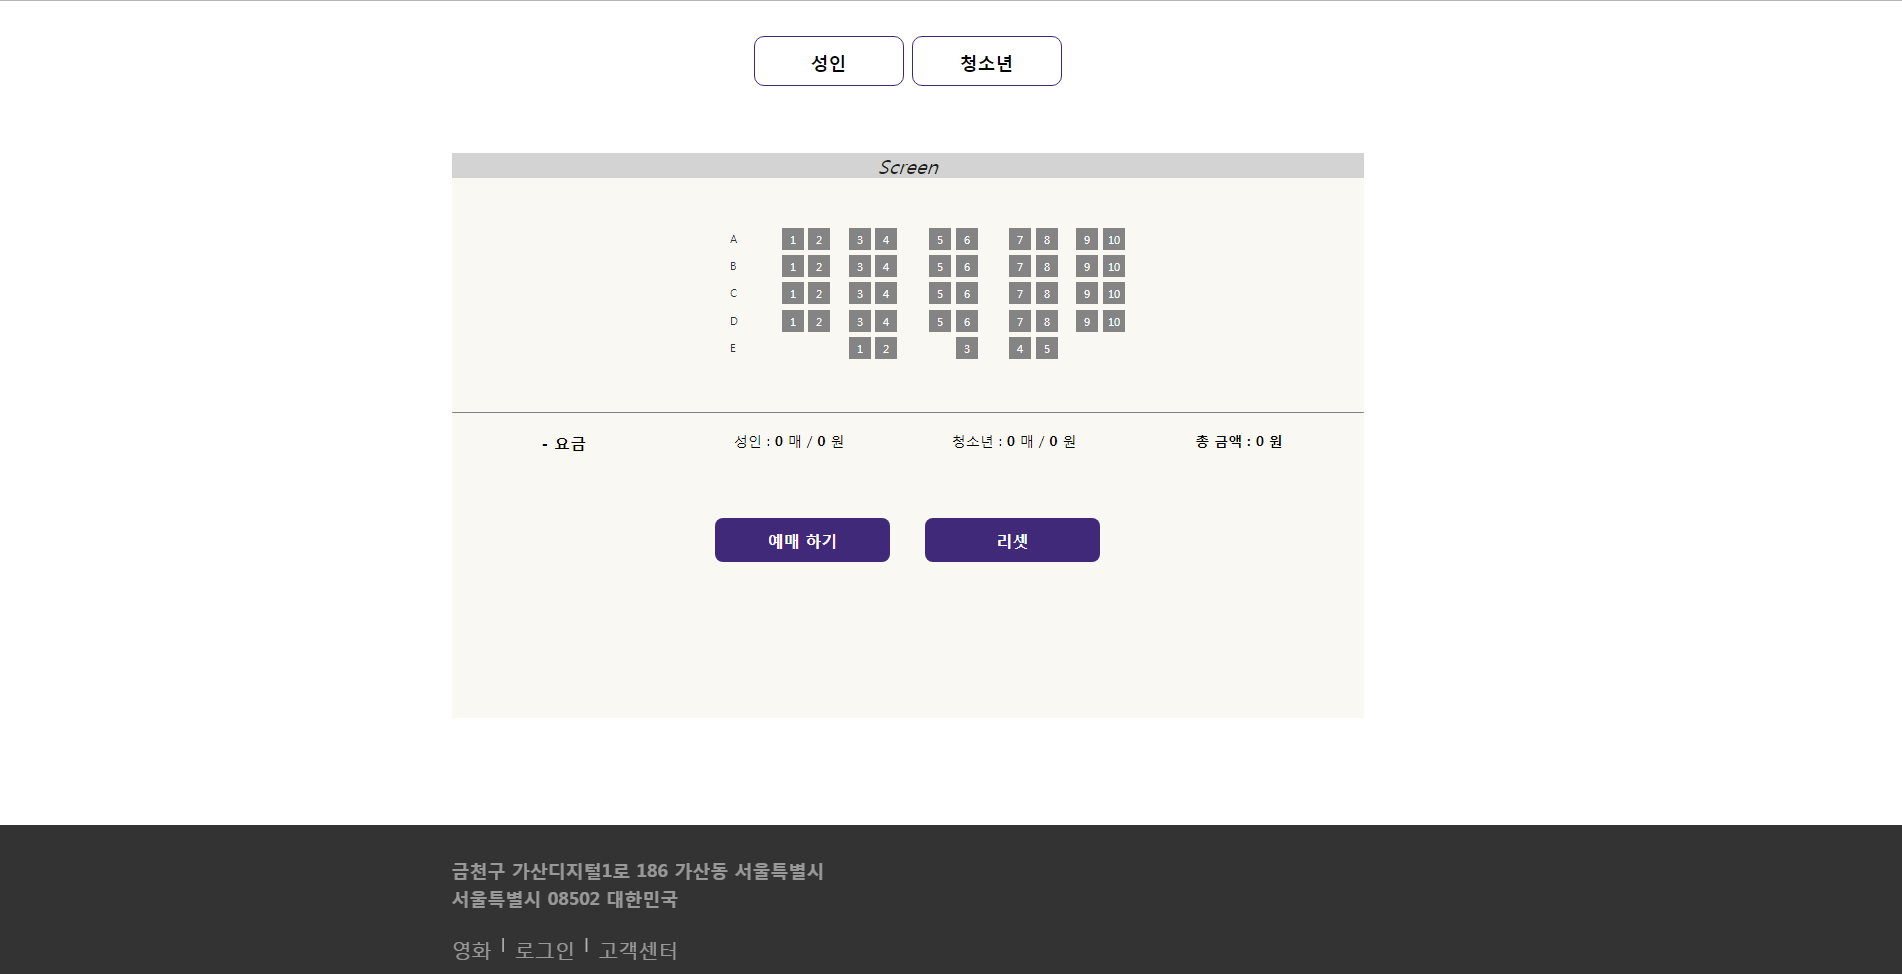 성인 청소년
Screen
A 1 2 3 4 5 6 7 8 9 10
B 1 2 3 4 5 6 7 8 9 10
C 1 2 3 4 5 6 7 8 9 10
D 1 2 3 4 5 6 7 8 9 10
E 1 2 3 4 5
- 요금 성인 : 0 매 / 0 원 청소년 : 0 매 / 0 원 총 금액 : 0 원
예매 하기 리셋
금천구 가산디지털1로 186 가산동 서울특별시
서울특별시 08502 대한민국
영화 | 로그인 | 고객센터